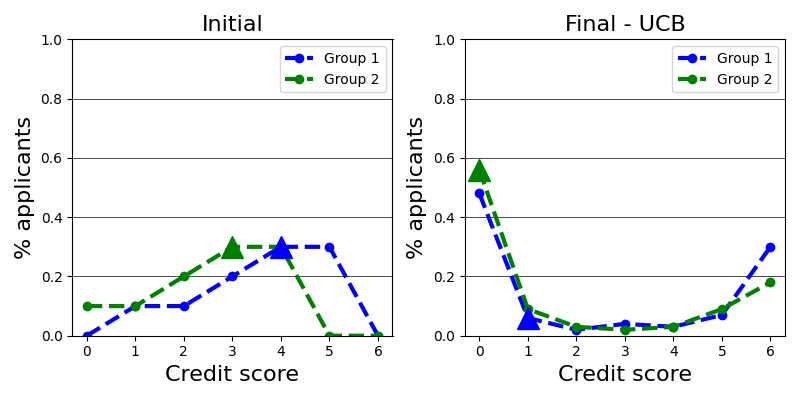 Initial
% applicants
1.0
0.8
0.6
0.4
0.2
0.0
0 1 2 3 4 5 6
Credit score
Group 1
Group 2
Final - UCB
% applicants
1.0
0.8
0.6
0.4
0.2
0.0
0 1 2 3 4 5 6
Credit score
Group 1
Group 2